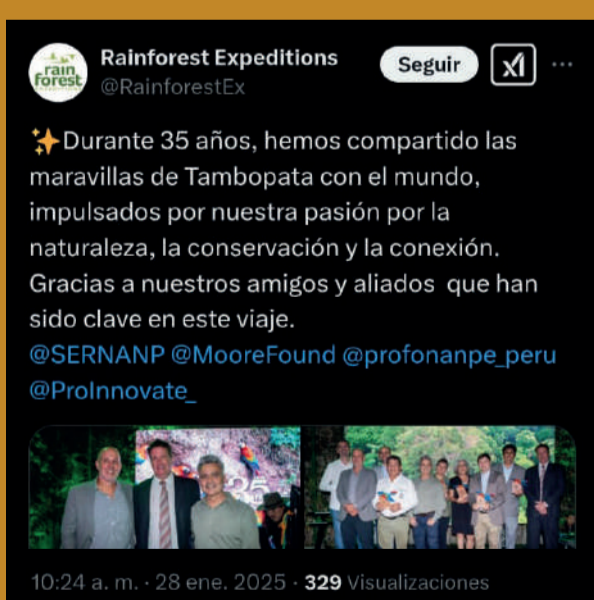 rain
forest
Rainforest Expeditions
@RainforestEx
Seguir
✨Durante 35 años, hemos compartido las
maravillas de Tambopata con el mundo,
impulsados por nuestra pasión por la
naturaleza, la conservación y la conexión.
Gracias a nuestros amigos y aliados que han
sido clave en este viaje.
@SERNANP @MooreFound @profonanpe_peru
@ProInnovate_
10:24 a. m. · 28 ene. 2025 · 329 Visualizaciones